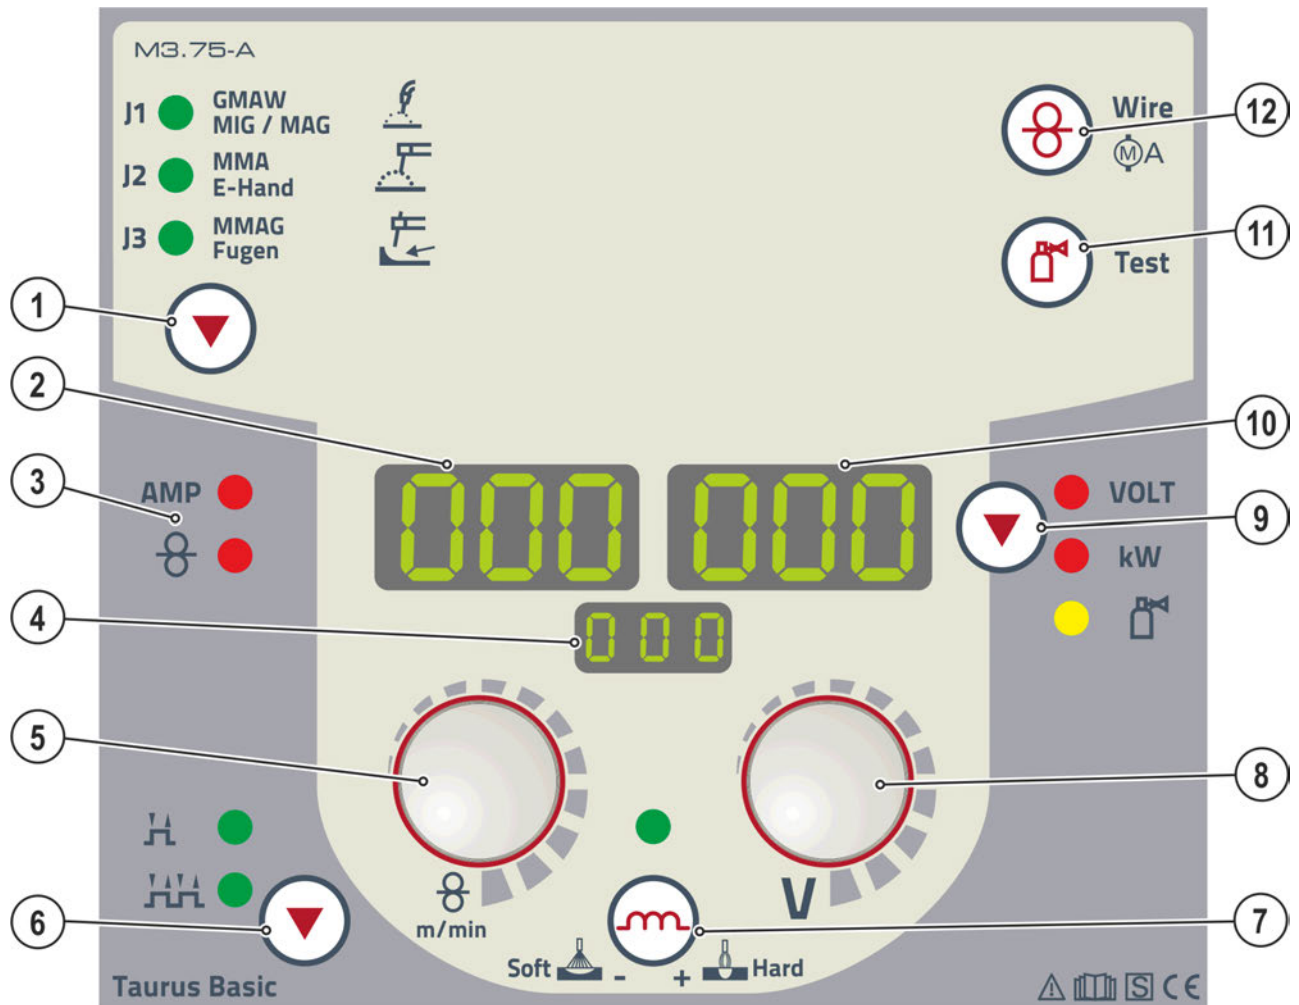 M3.75-A
J1 GMAW
MIG / MAG
J2 MMA
E-Hand
J3 MMAG
Fugen
Wire
M A
Test
12
11
1
2
10
3
AMP
000
000
VOLT
9
kW
4
000
5
8
m/min
V
6
7
Soft - + Hard
Taurus Basic
S CE